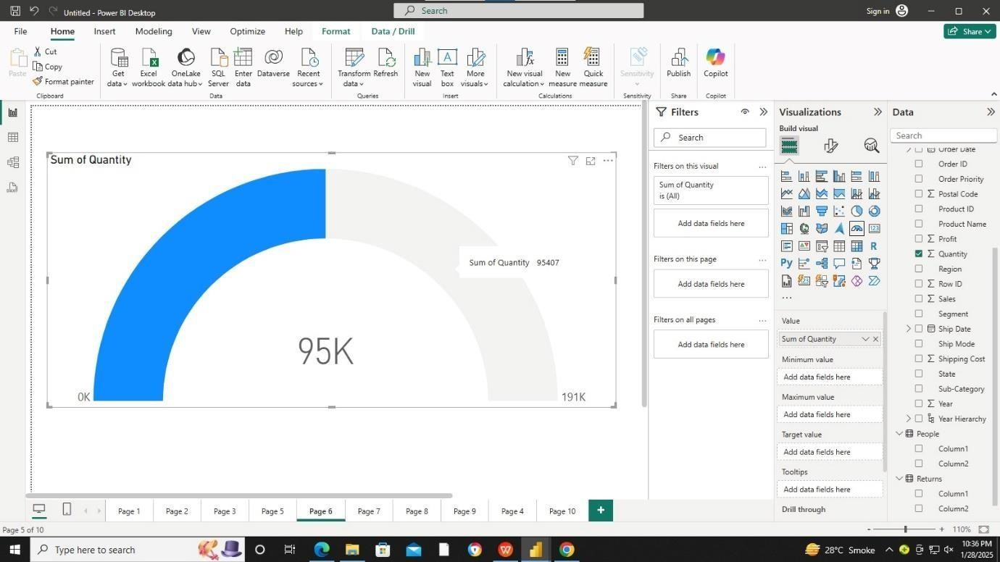 Untitled - Power BI Desktop
Search
Sign in
File Home Insert Modeling View Optimize Help Format Data / Drill
Share
Paste
Cut
Copy
Format painter
Clipboard
Get data
Excel workbook
OneLake data hub
SQL Server
Enter data
Dataverse
Recent sources
Data
Transform data
Refresh
Queries
New visual
Text box
More visuals
Insert
New visual calculation
New measure
Quick measure
Calculations
Sensitivity
Sensitivity
Publish
Share
Copilot
Copilot
Sum of Quantity
Sum of Quantity 95407
95K
0K
191K
Filters
Search
Filters on this visual
Sum of Quantity
is (All)
Add data fields here
Filters on this page
Add data fields here
Filters on all pages
Add data fields here
Visualizations
Build visual
123
R
Py
Value
Sum of Quantity
Minimum value
Add data fields here
Maximum value
Add data fields here
Target value
Add data fields here
Tooltips
Add data fields here
Drill through
Data
Search
Order Date
Order ID
Order Priority
Postal Code
Product ID
Product Name
Profit
Quantity
Region
Row ID
Sales
Segment
Ship Date
Ship Mode
Shipping Cost
State
Sub-Category
Year
Year Hierarchy
People
Column1
Column2
Returns
Column1
Column2
Page 1 Page 2 Page 3 Page 5 Page 6 Page 7 Page 8 Page 9 Page 4 Page 10
Page 5 of 10
110%
Type here to search
28°C Smoke
10:36 PM
1/28/2025